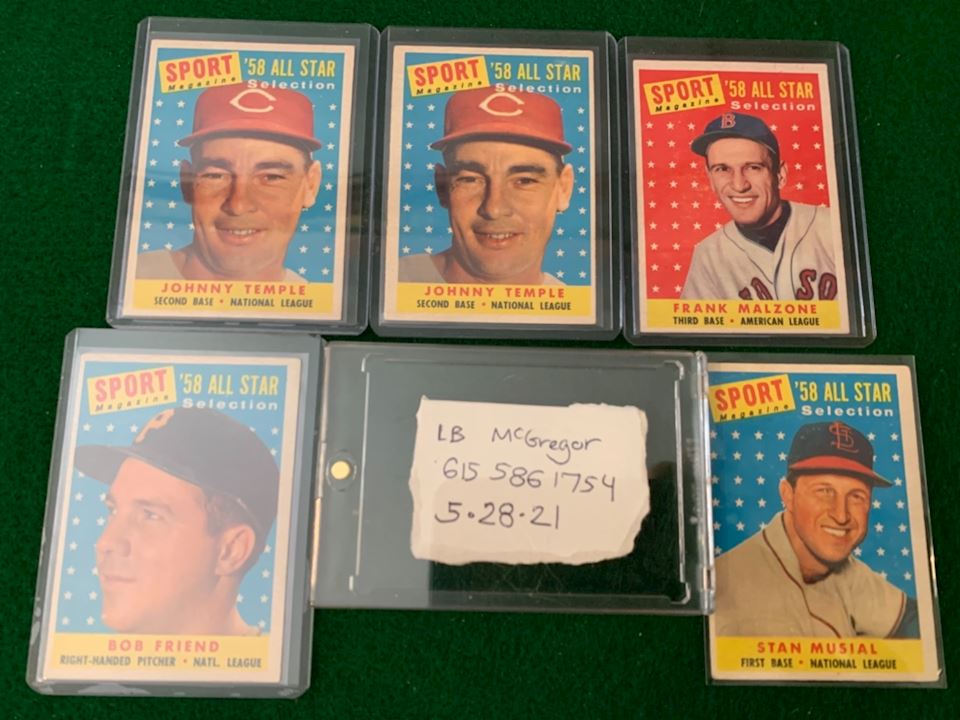 SPORT Magazine '58 ALL STAR Selection
C
JOHNNY TEMPLE
SECOND BASE • NATIONAL LEAGUE
SPORT Magazine '58 ALL STAR Selection
C
JOHNNY TEMPLE
SECOND BASE • NATIONAL LEAGUE
SPORT Magazine '58 ALL STAR Selection
B
SO
FRANK MALZONE
THIRD BASE • AMERICAN LEAGUE
SPORT Magazine '58 ALL STAR Selection
BOB FRIEND
RIGHT-HANDED PITCHER • NATL. LEAGUE
LB McGregor
615 586 1754
5.28.21
SPORT Magazine '58 ALL STAR Selection
STL
STAN MUSIAL
FIRST BASE • NATIONAL LEAGUE